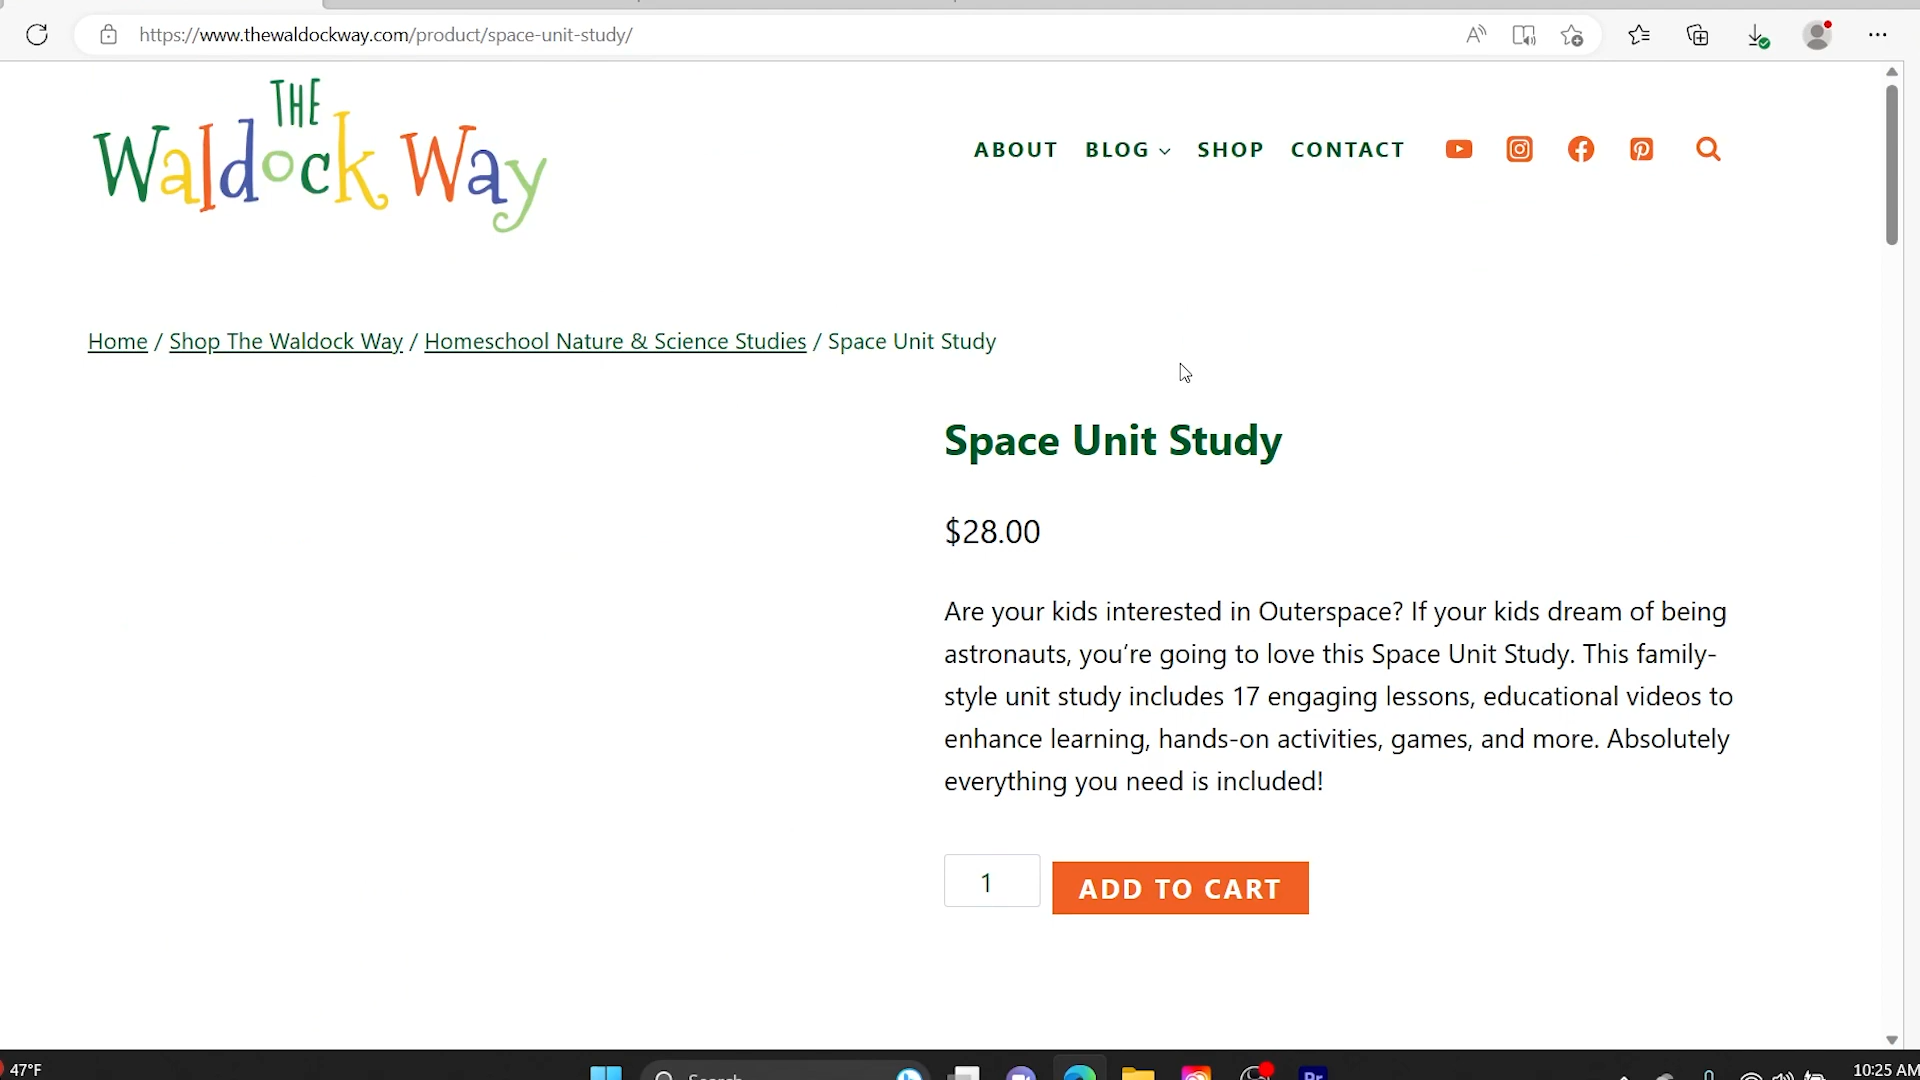 https://www.thewaldockway.com/product/space-unit-study/
THE
Waldock Way
ABOUT BLOG SHOP CONTACT
Home / Shop The Waldock Way / Homeschool Nature & Science Studies / Space Unit Study
Space Unit Study
$28.00
Are your kids interested in Outerspace? If your kids dream of being
astronauts, you’re going to love this Space Unit Study. This family-
style unit study includes 17 engaging lessons, educational videos to
enhance learning, hands-on activities, games, and more. Absolutely
everything you need is included!
1 ADD TO CART
47°F Search Pr 10:25 AM